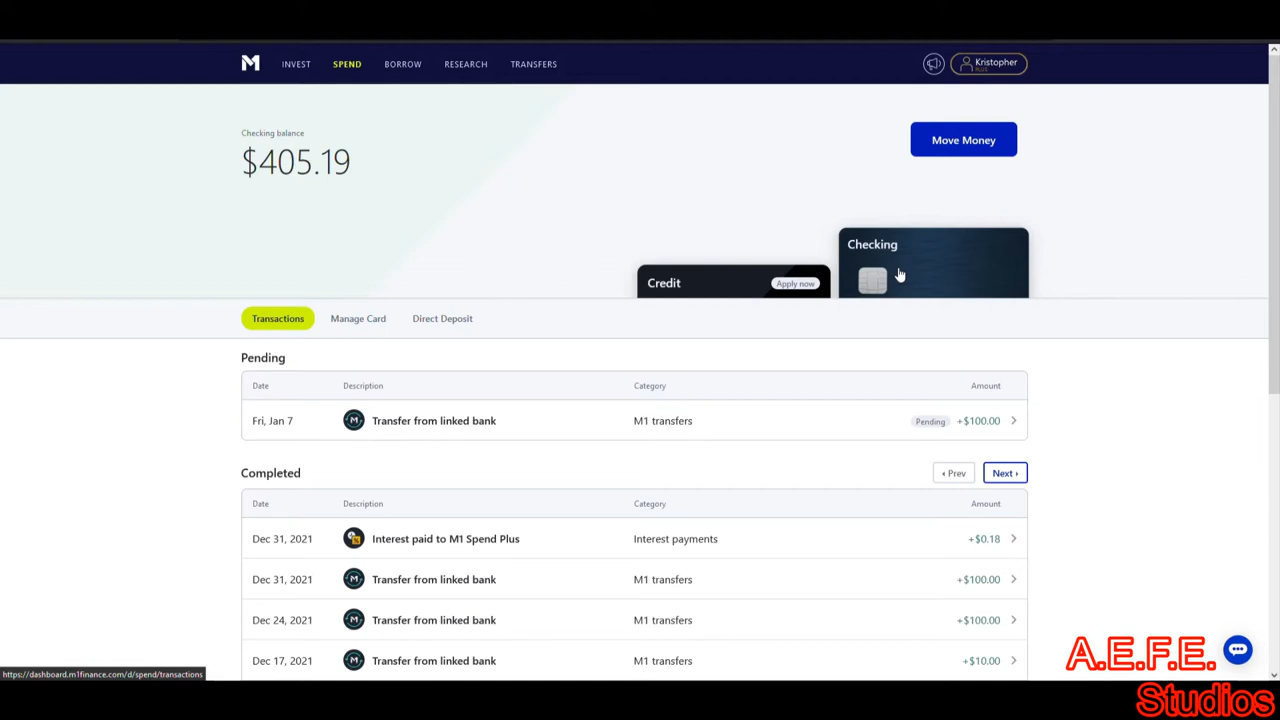 M INVEST SPEND BORROW RESEARCH TRANSFERS Kristopher
PLUS
Checking balance
$405.19
Move Money
Checking
Credit Apply now
Transactions Manage Card Direct Deposit
Pending
Date Description Category Amount
Fri, Jan 7 Transfer from linked bank M1 transfers Pending +$100.00
Completed ‹ Prev Next ›
Date Description Category Amount
Dec 31, 2021 Interest paid to M1 Spend Plus Interest payments +$0.18
Dec 31, 2021 Transfer from linked bank M1 transfers +$100.00
Dec 24, 2021 Transfer from linked bank M1 transfers +$100.00
Dec 17, 2021 Transfer from linked bank M1 transfers +$10.00
https://dashboard.m1finance.com/d/spend/transactions
A.E.F.E.
Studios